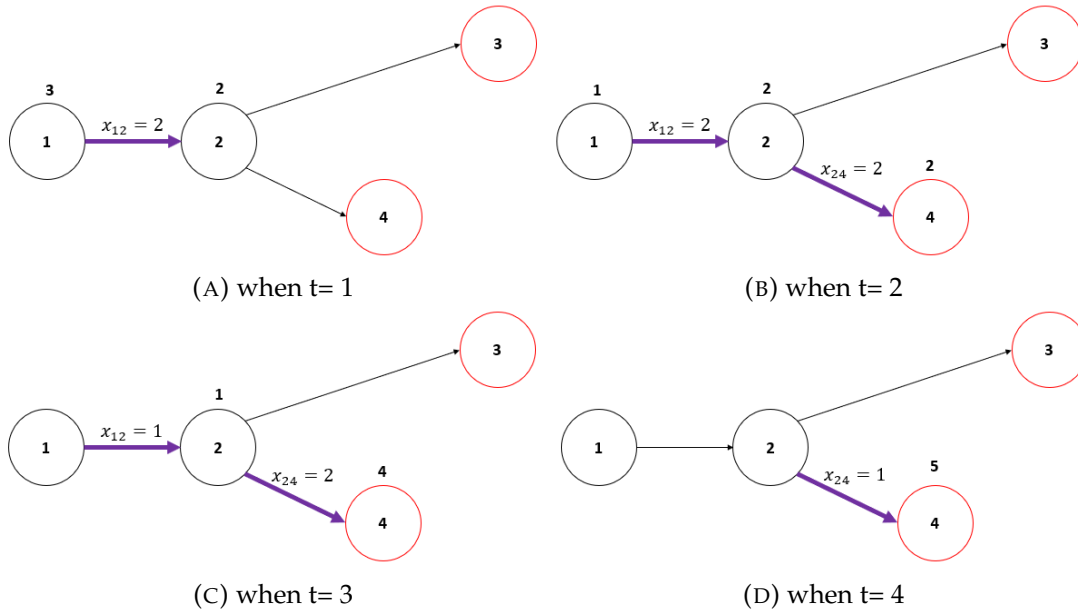 3
3
2
x₁₂ = 2
1
2
4
(A) when t= 1
3
1
2
x₁₂ = 2
1
2
x₂₄ = 2
2
4
(B) when t= 2
3
1
x₁₂ = 1
1
2
x₂₄ = 2
4
4
(C) when t= 3
3
1
2
x₂₄ = 1
5
4
(D) when t= 4